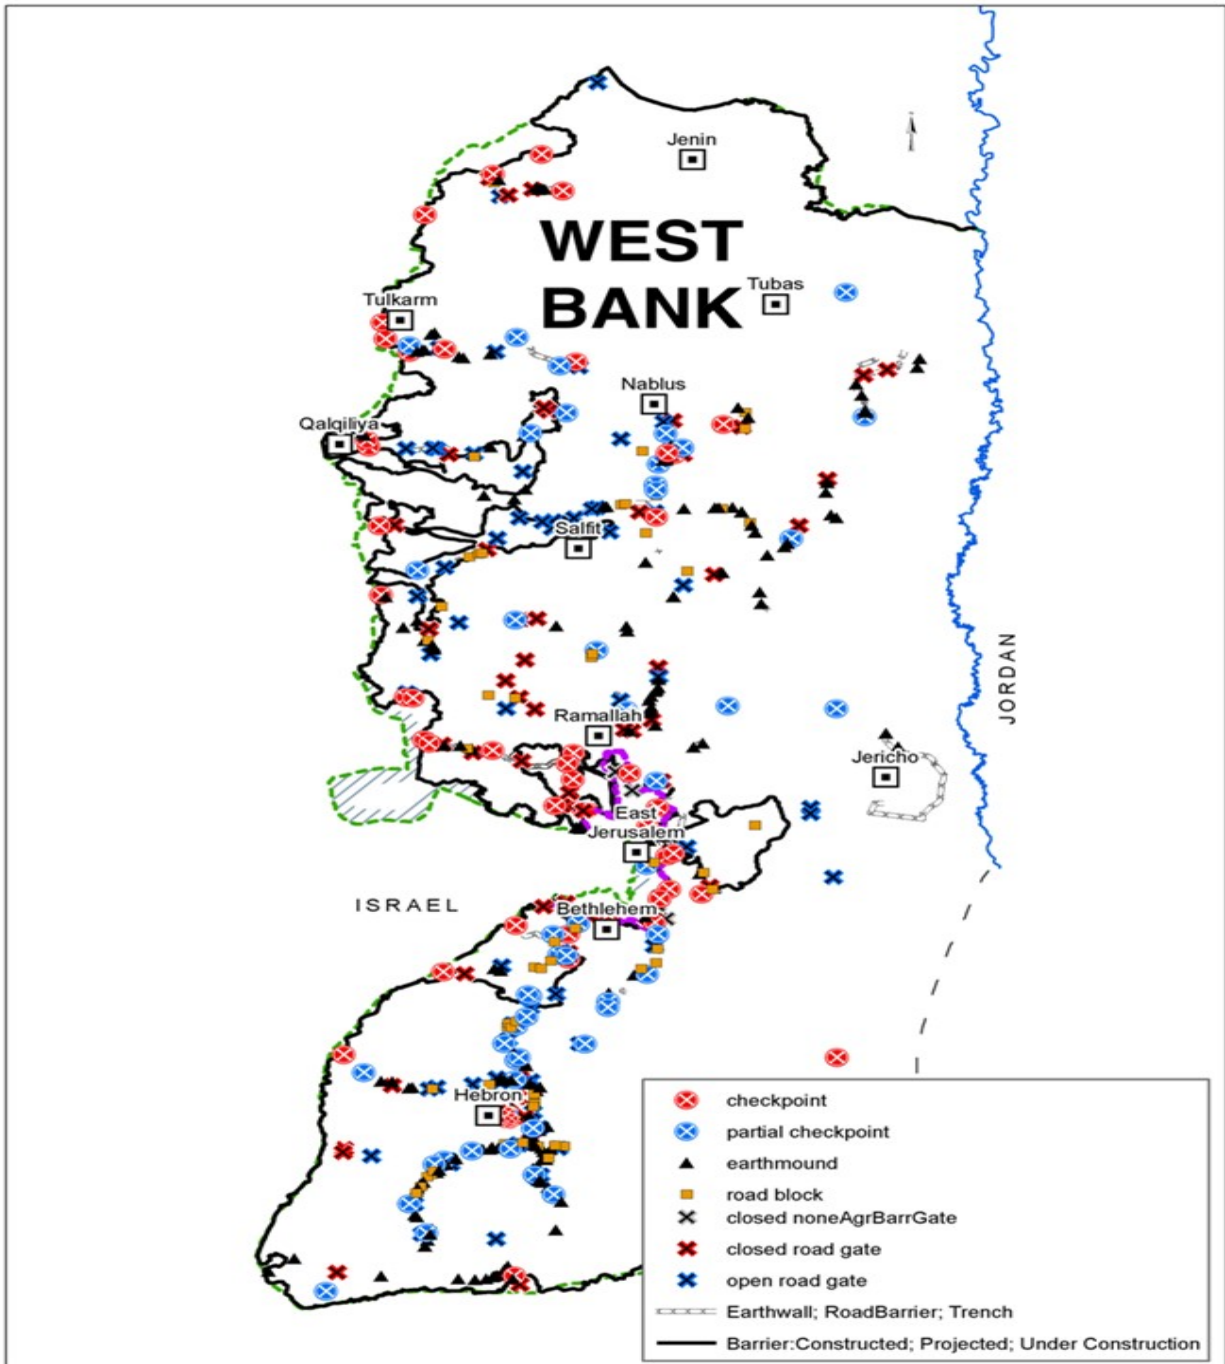 Jenin
WEST
BANK
Tubas
Tulkarm
Nablus
Qalqiliya
Salfit
JORDAN
Ramallah
Jericho
East
Jerusalem
ISRAEL
Bethlehem
Hebron
checkpoint
partial checkpoint
earthmound
road block
closed noneAgrBarrGate
closed road gate
open road gate
Earthwall; RoadBarrier; Trench
Barrier:Constructed; Projected; Under Construction